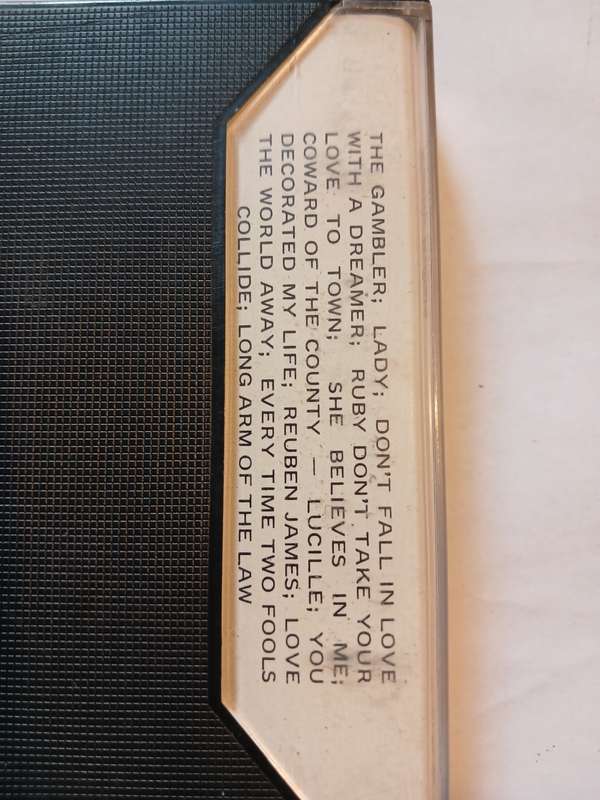 THE GAMBLER; LADY; DON'T FALL IN LOVE
WITH A DREAMER; RUBY DON'T TAKE YOUR
LOVE TO TOWN; SHE BELIEVES IN ME;
COWARD OF THE COUNTY — LUCILLE; YOU
DECORATED MY LIFE; REUBEN JAMES; LOVE
THE WORLD AWAY; EVERY TIME TWO FOOLS
COLLIDE; LONG ARM OF THE LAW